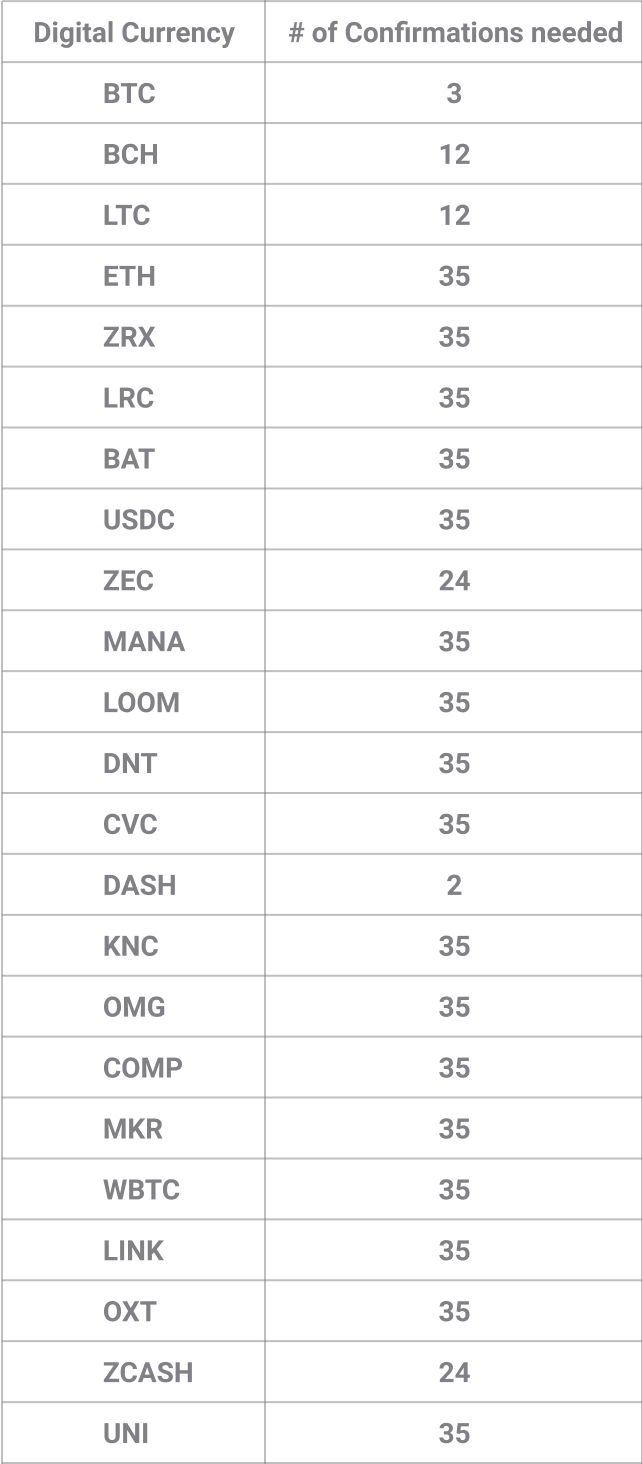 Digital Currency # of Confirmations needed
BTC 3
BCH 12
LTC 12
ETH 35
ZRX 35
LRC 35
BAT 35
USDC 35
ZEC 24
MANA 35
LOOM 35
DNT 35
CVC 35
DASH 2
KNC 35
OMG 35
COMP 35
MKR 35
WBTC 35
LINK 35
OXT 35
ZCASH 24
UNI 35